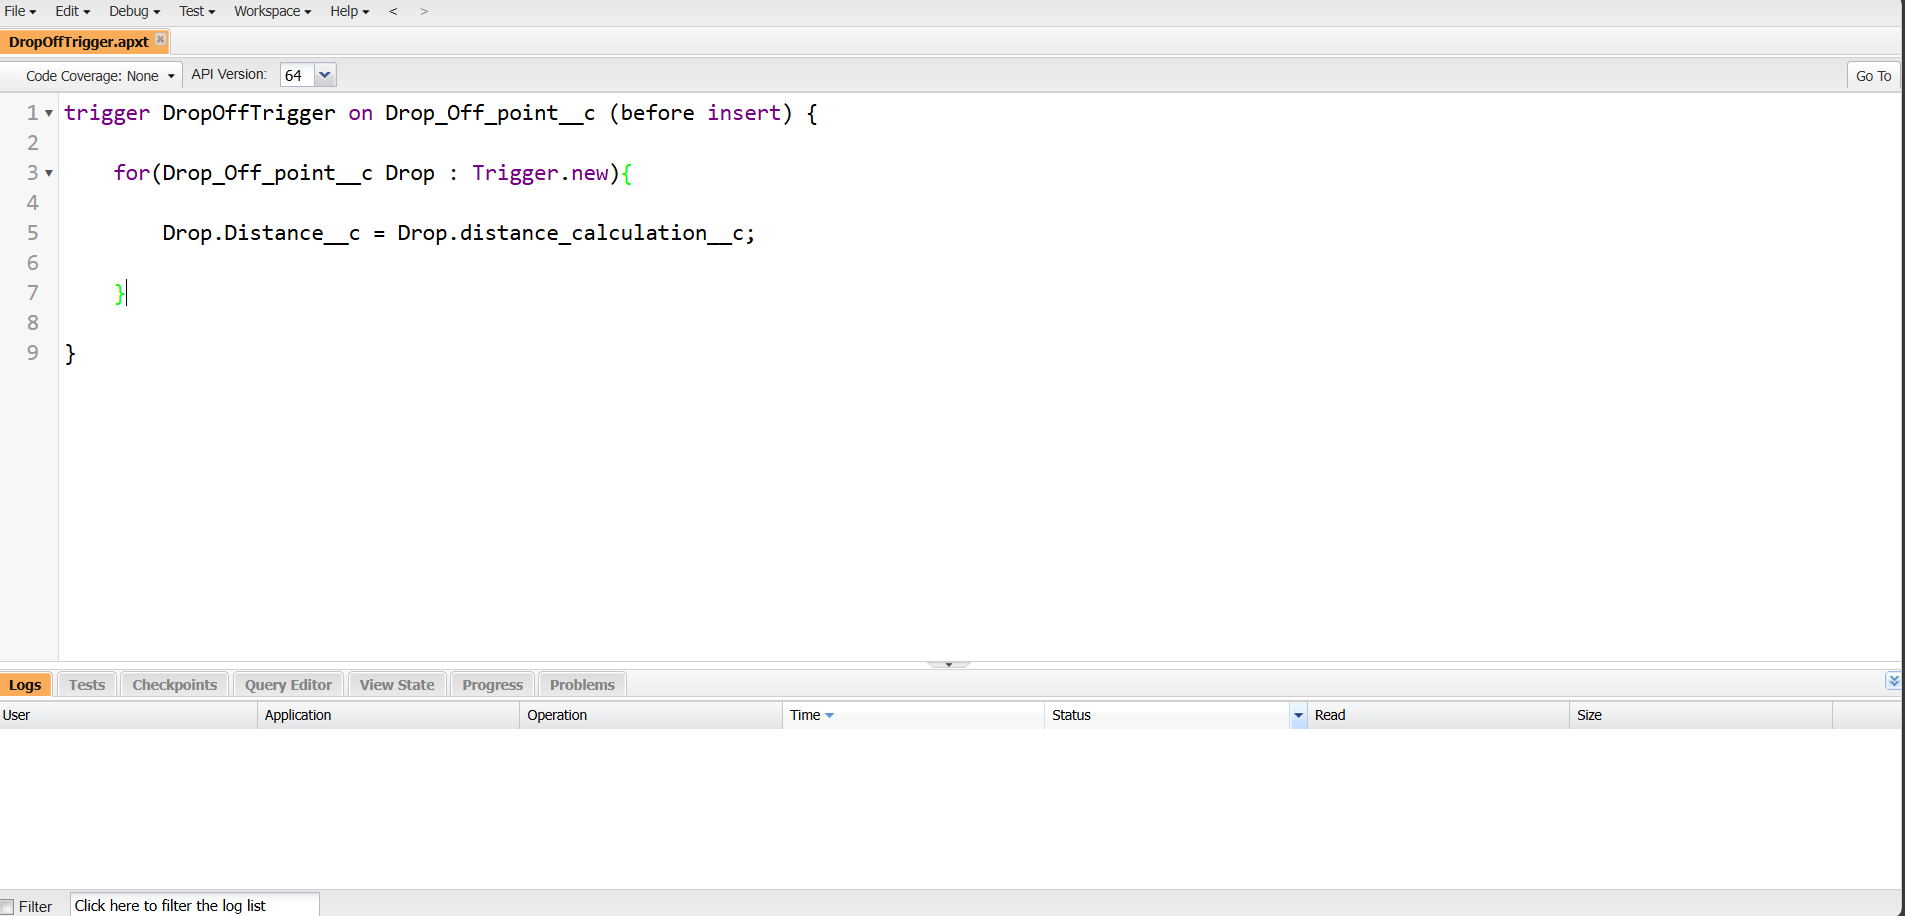 File Edit Debug Test Workspace Help < >
DropOffTrigger.apxt
Code Coverage: None API Version: 64 Go To
1 trigger DropOffTrigger on Drop_Off_point__c (before insert) {
2
3 for(Drop_Off_point__c Drop : Trigger.new){
4
5 Drop.Distance__c = Drop.distance_calculation__c;
6
7 }
8
9 }
Logs Tests Checkpoints Query Editor View State Progress Problems
User Application Operation Time Status Read Size
Filter Click here to filter the log list